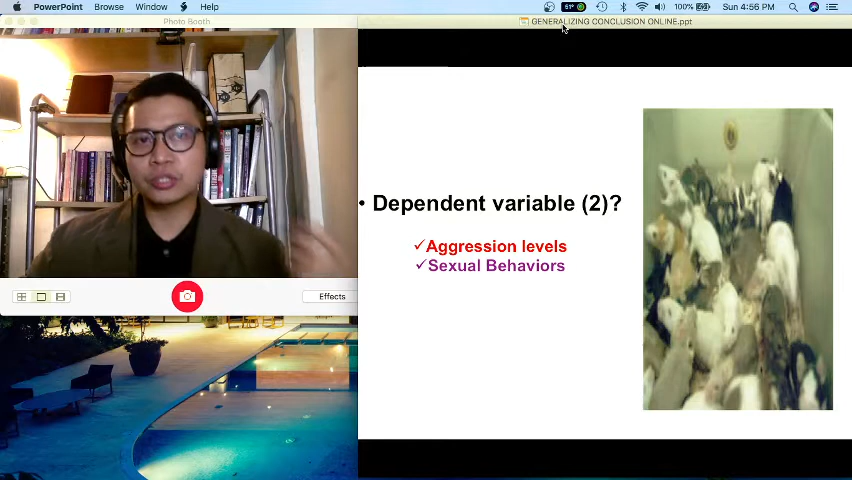 PowerPoint Browse Window Help
51° 100% Sun 4:56 PM
Photo Booth
GENERALIZING CONCLUSION ONLINE.ppt
• Dependent variable (2)?
✓Aggression levels
✓Sexual Behaviors
Effects